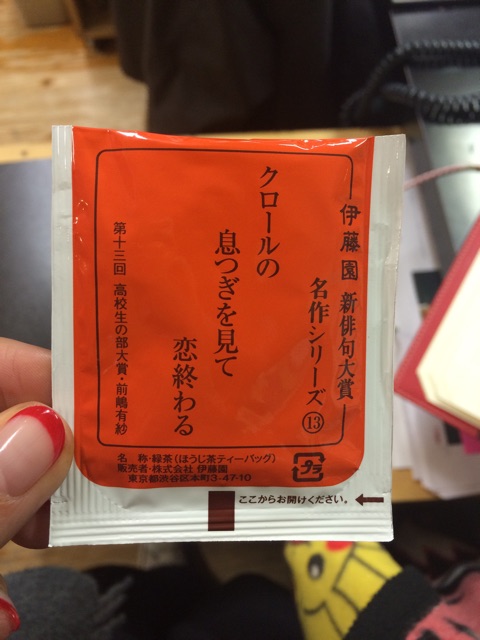 伊藤園 新俳句大賞
名作シリーズ⑬
クロールの
息つぎを見て
恋終わる
第十三回 高校生の部大賞・前嶋有紗
名 称・緑茶(ほうじ茶ティーバッグ)
販売者・株式会社 伊藤園
東京都渋谷区本町3-47-10
プラ
ここからお開けください。